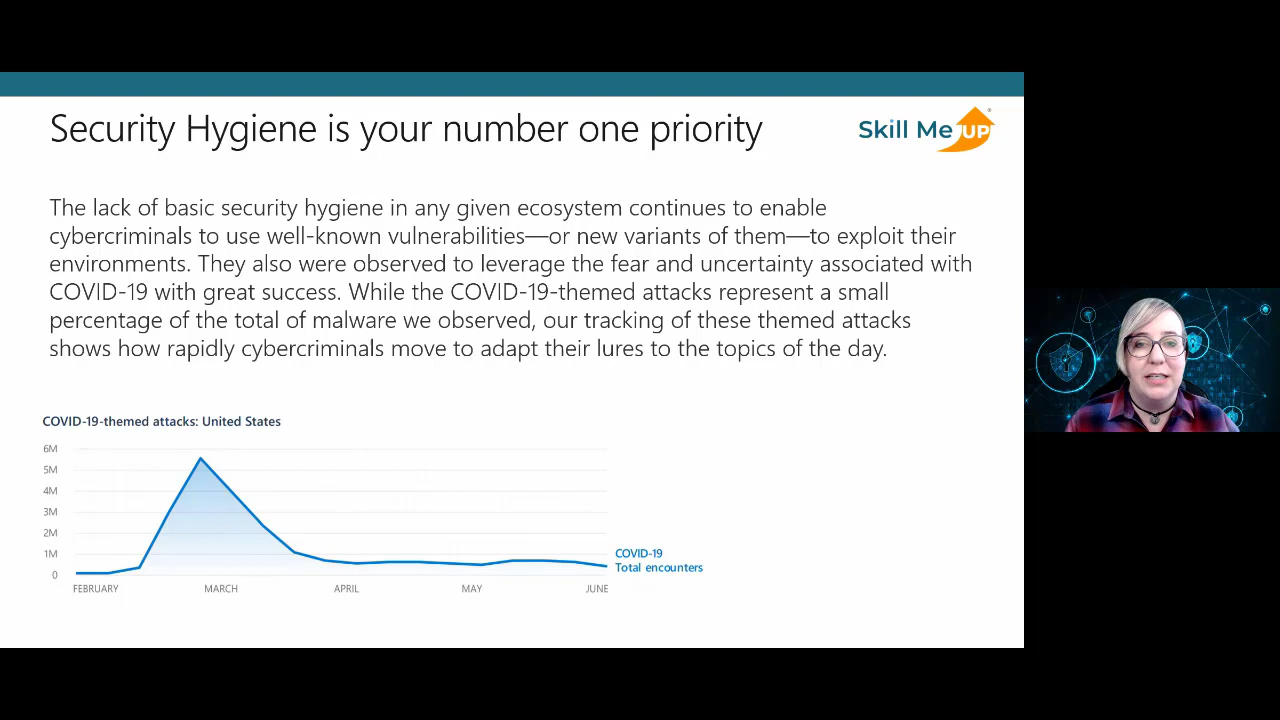 Security Hygiene is your number one priority
Skill Me UP
®
The lack of basic security hygiene in any given ecosystem continues to enable
cybercriminals to use well-known vulnerabilities—or new variants of them—to exploit their
environments. They also were observed to leverage the fear and uncertainty associated with
COVID-19 with great success. While the COVID-19-themed attacks represent a small
percentage of the total of malware we observed, our tracking of these themed attacks
shows how rapidly cybercriminals move to adapt their lures to the topics of the day.
COVID-19-themed attacks: United States
6M
5M
4M
3M
2M
1M
0
COVID-19
Total encounters
FEBRUARY MARCH APRIL MAY JUNE